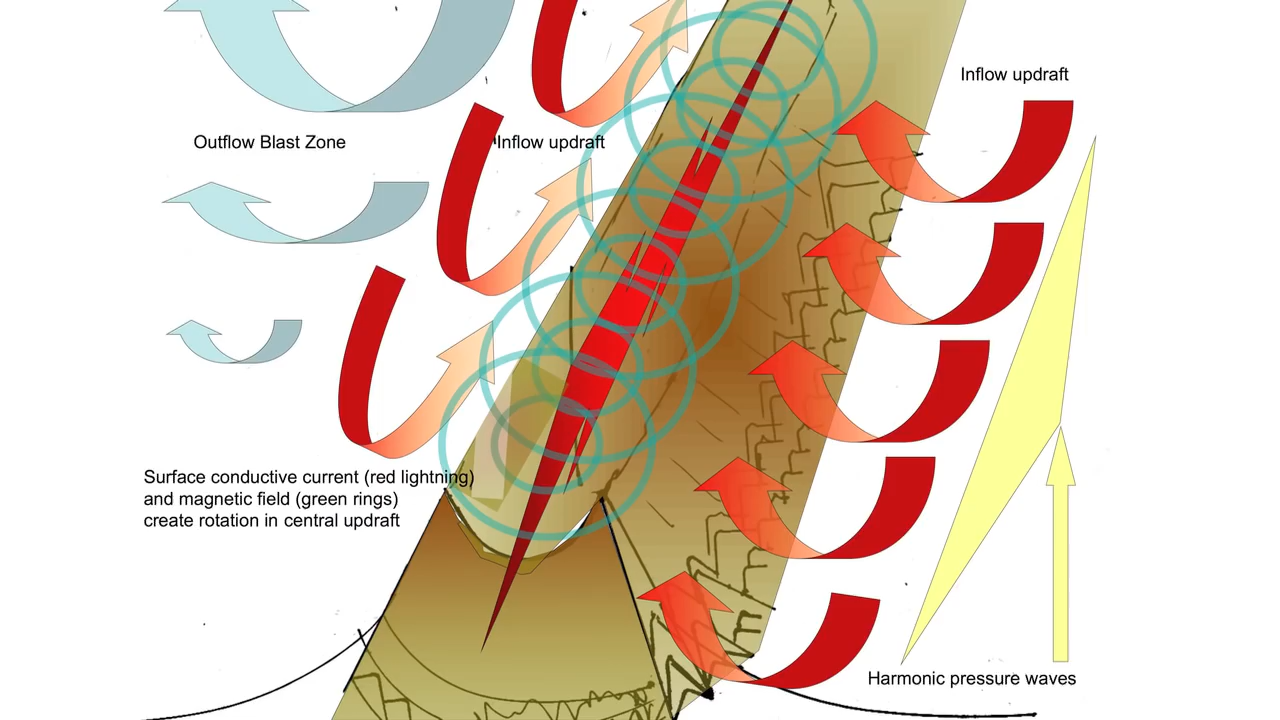 Inflow updraft
Outflow Blast Zone
Inflow updraft
Surface conductive current (red lightning)
and magnetic field (green rings)
create rotation in central updraft
Harmonic pressure waves